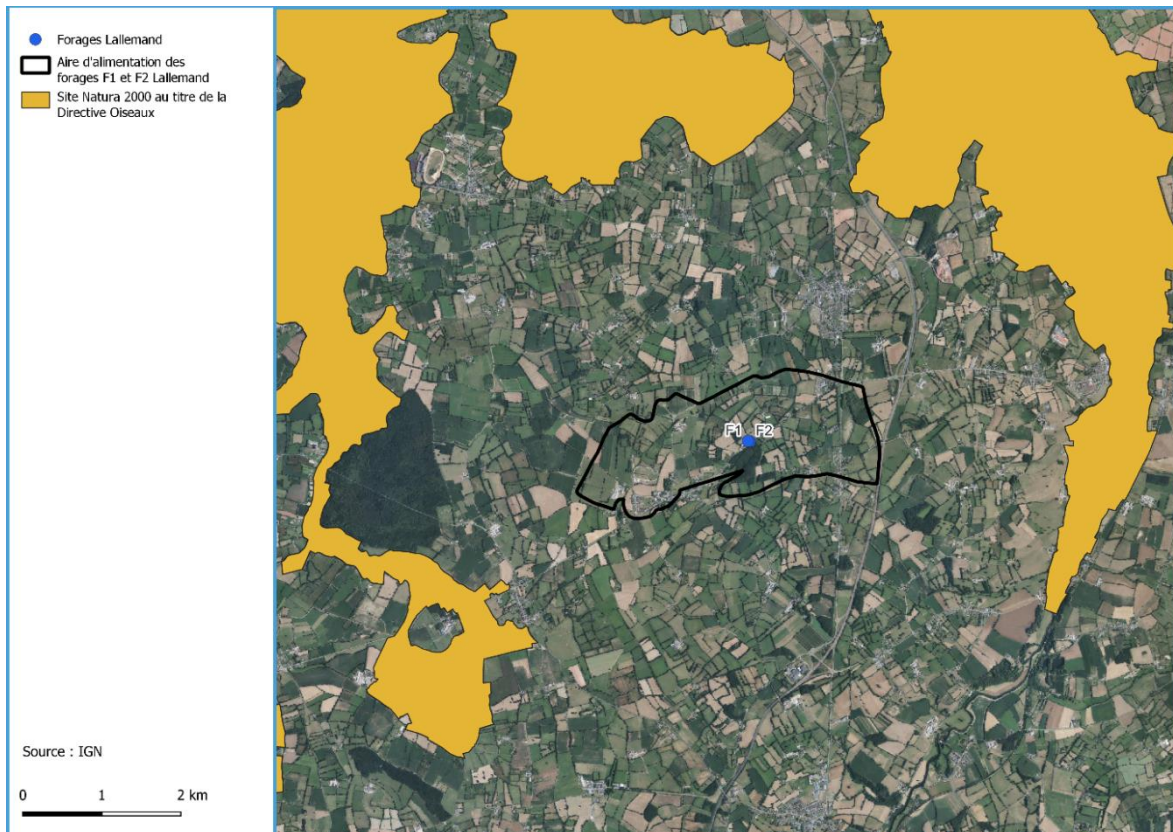 Forages Lallemand
Aire d'alimentation des
forages F1 et F2 Lallemand
Site Natura 2000 au titre de la
Directive Oiseaux
F1 F2
Source : IGN
0 1 2 km